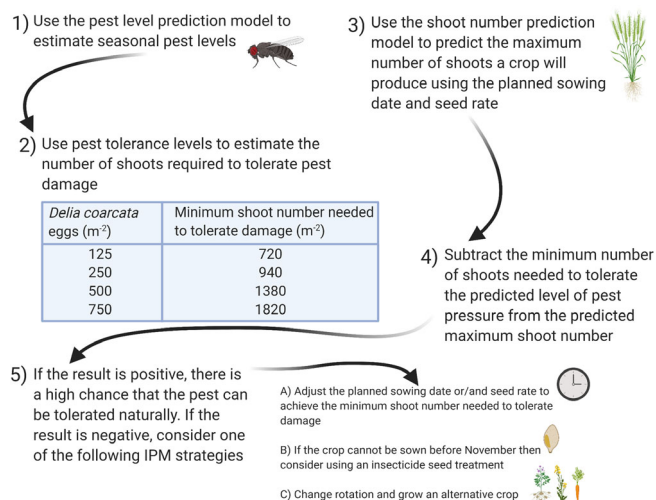 1) Use the pest level prediction model to
estimate seasonal pest levels
2) Use pest tolerance levels to estimate the
number of shoots required to tolerate pest
damage
Delia coarcata Minimum shoot number needed
eggs (m⁻²) to tolerate damage (m⁻²)
125 720
250 940
500 1380
750 1820
3) Use the shoot number prediction
model to predict the maximum
number of shoots a crop will
produce using the planned sowing
date and seed rate
4) Subtract the minimum number
of shoots needed to tolerate
the predicted level of pest
pressure from the predicted
maximum shoot number
5) If the result is positive, there is
a high chance that the pest can
be tolerated naturally. If the
result is negative, consider one
of the following IPM strategies
A) Adjust the planned sowing date or/and seed rate to
achieve the minimum shoot number needed to tolerate
damage
B) If the crop cannot be sown before November then
consider using an insecticide seed treatment
C) Change rotation and grow an alternative crop